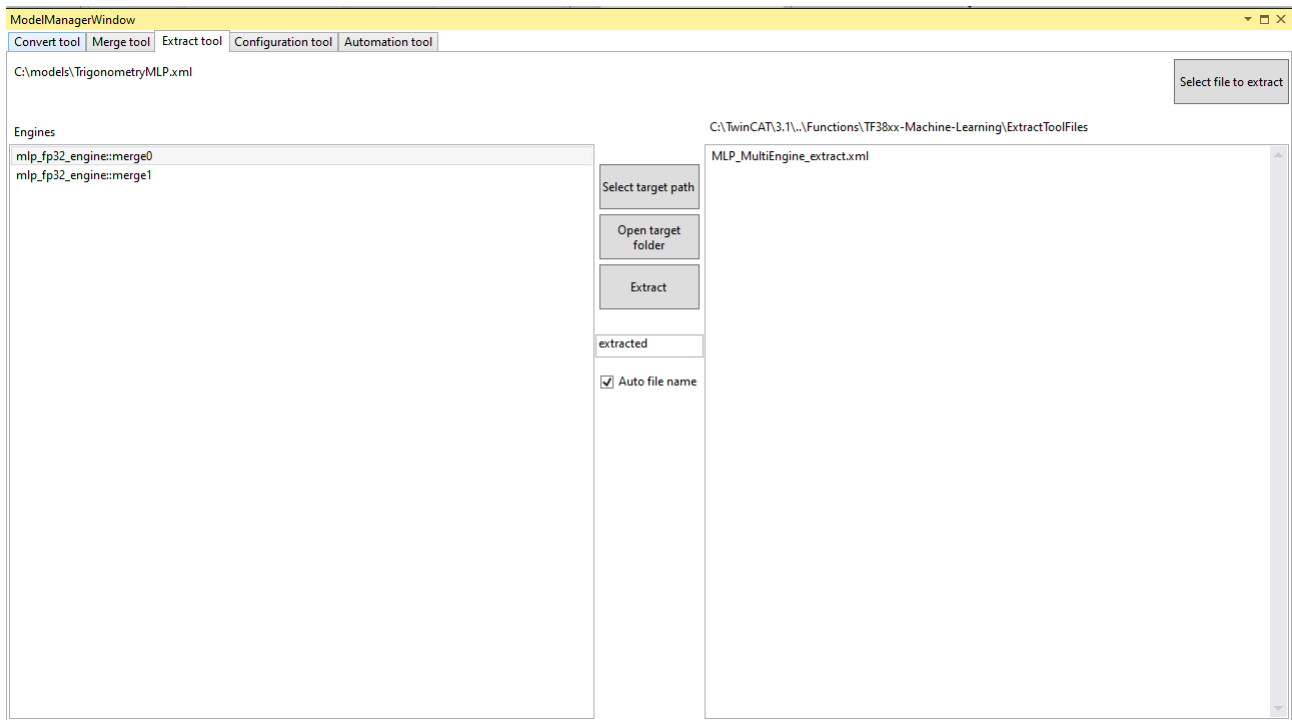 ModelManagerWindow
Convert tool Merge tool Extract tool Configuration tool Automation tool
C:\models\TrigonometryMLP.xml
Select file to extract
Engines
C:\TwinCAT\3.1\..\Functions\TF38xx-Machine-Learning\ExtractToolFiles
mlp_fp32_engine::merge0
mlp_fp32_engine::merge1
Select target path
Open target
folder
Extract
extracted
Auto file name
MLP_MultiEngine_extract.xml